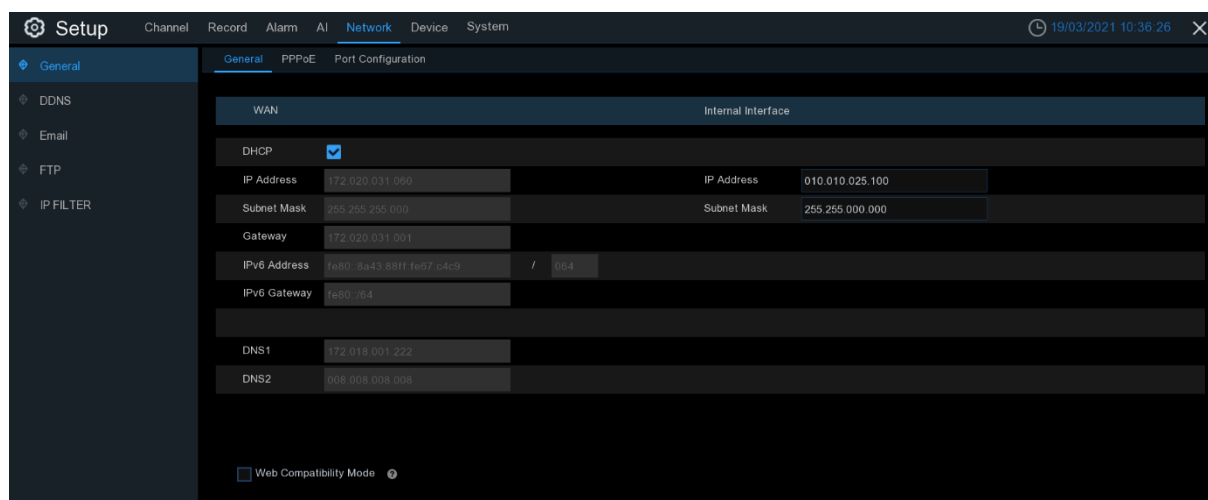 Setup Channel Record Alarm AI Network Device System 19/03/2021 10:36:26
General General PPPoE Port Configuration
DDNS
Email
FTP
IP FILTER
WAN Internal Interface
DHCP
IP Address 172.020.031.060 IP Address 010.010.025.100
Subnet Mask 255.255.255.000 Subnet Mask 255.255.000.000
Gateway 172.020.031.001
IPv6 Address fe80::8a43:88ff:fe67:c4c9 / 064
IPv6 Gateway fe80::/64
DNS1 172.018.001.222
DNS2 008.008.008.008
Web Compatibility Mode